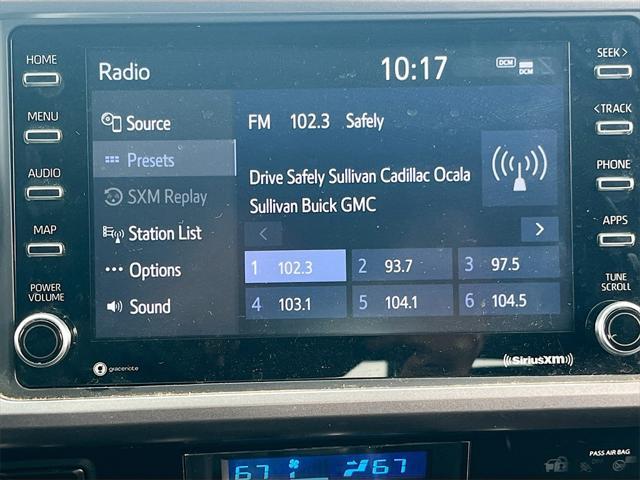 HOME
MENU
AUDIO
MAP
POWER
VOLUME
Radio
10:17
DCM
DCM
Source
Presets
SXM Replay
Station List
Options
Sound
FM 102.3 Safely
Drive Safely Sullivan Cadillac Ocala
Sullivan Buick GMC
< >
1 102.3 2 93.7 3 97.5
4 103.1 5 104.1 6 104.5
SEEK >
< TRACK
PHONE
APPS
TUNE
SCROLL
gracenote
((SiriusXM))
67 67
PASS AIR BAG
OFF